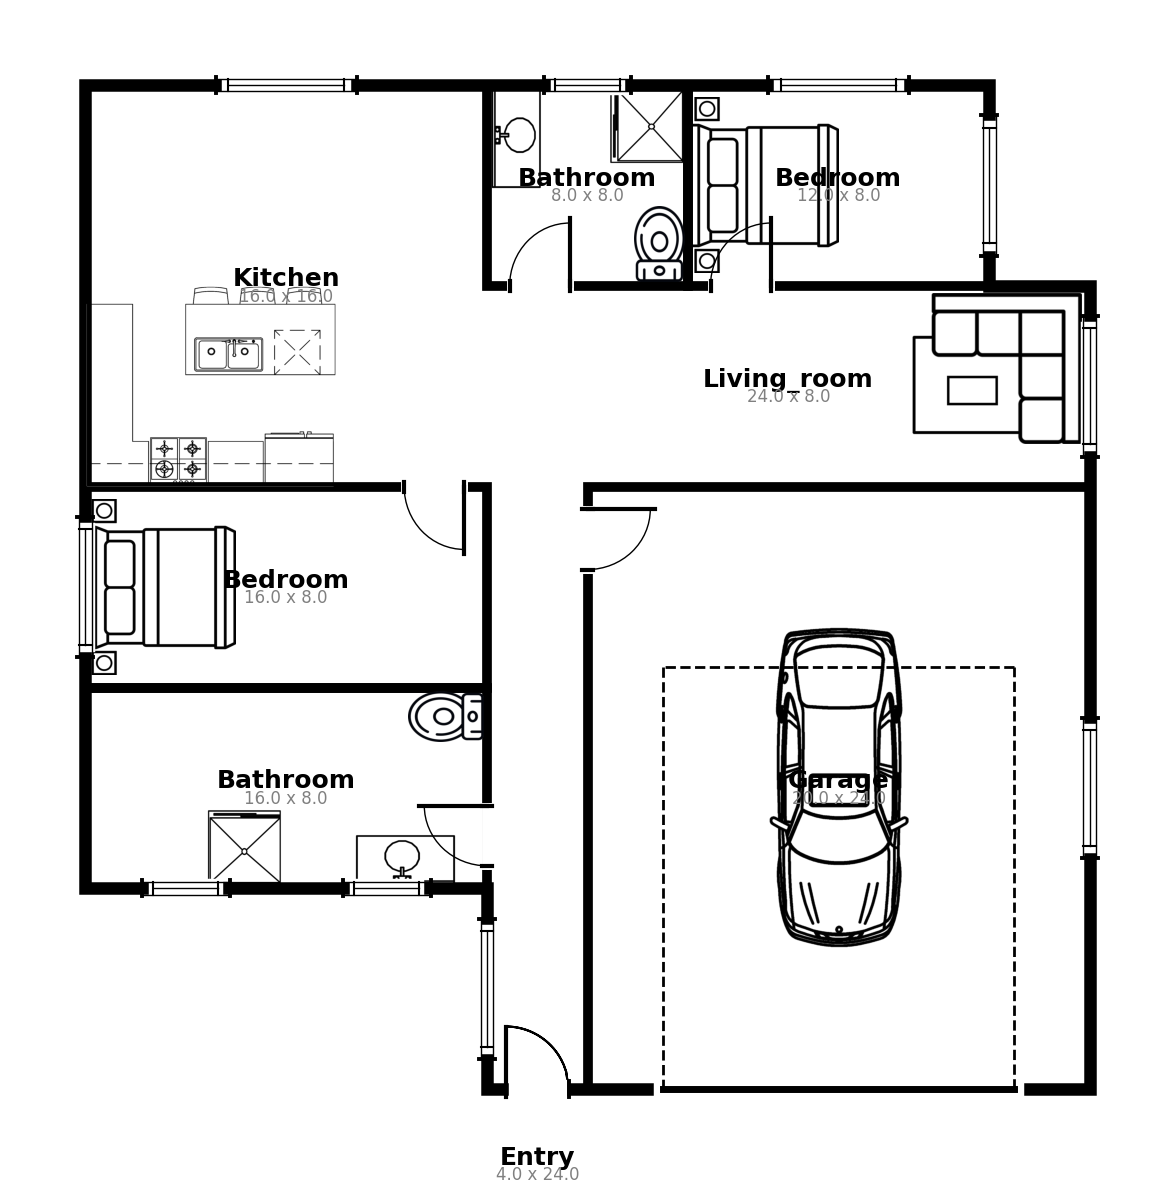 Bathroom
8.0 x 8.0
Bedroom
12.0 x 8.0
Kitchen
16.0 x 16.0
Living_room
24.0 x 8.0
Bedroom
16.0 x 8.0
Bathroom
16.0 x 8.0
Garage
20.0 x 24.0
Entry
4.0 x 24.0